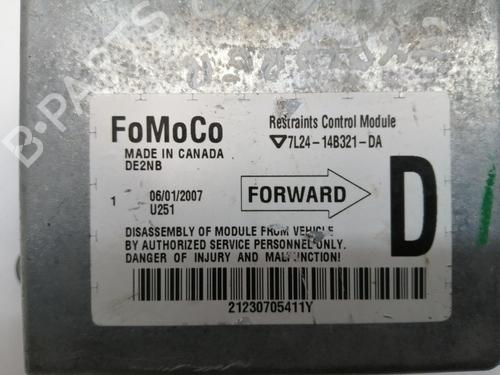 FoMoCo
MADE IN CANADA
DE2NB
Restraints Control Module
7L24-14B321-DA
1 06/01/2007
U251
FORWARD
D
DISASSEMBLY OF MODULE FROM VEHICLE
BY AUTHORIZED SERVICE PERSONNEL ONLY.
DANGER OF INJURY AND MALFUNCTION!
21230705411Y